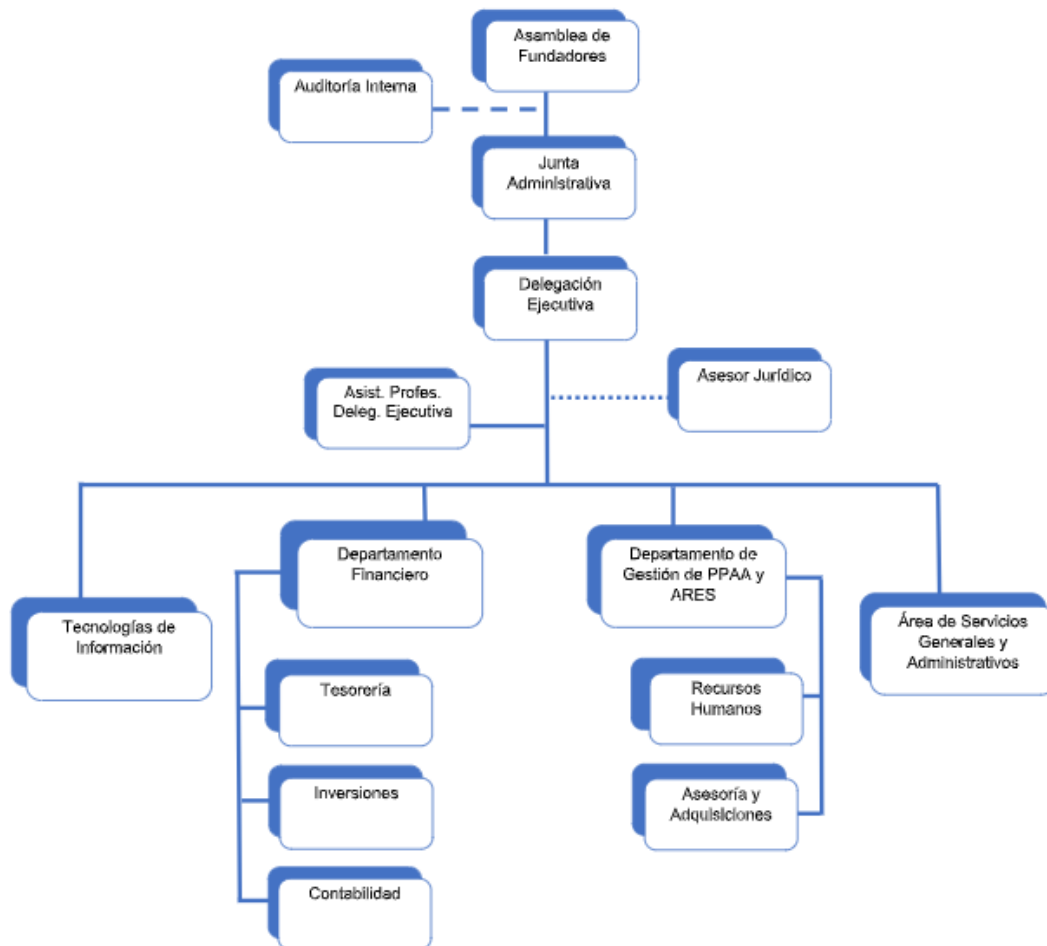 Asamblea de
Fundadores
Auditoría Interna
Junta
Administrativa
Delegación
Ejecutiva
Asesor Jurídico
Asist. Profes.
Deleg. Ejecutiva
Departamento
Financiero
Departamento de
Gestión de PPAA y
ARES
Tecnologías de
Información
Área de Servicios
Generales y
Administrativos
Tesorería
Recursos
Humanos
Inversiones
Asesoría y
Adquisiciones
Contabilidad